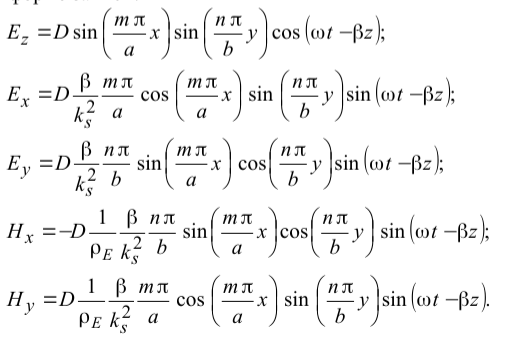 E_z = D sin(mπ/a x) sin(nπ/b y) cos(ωt − βz);
E_x = D β/k_s^2 mπ/a cos(mπ/a x) sin(nπ/b y) sin(ωt − βz);
E_y = D β/k_s^2 nπ/b sin(mπ/a x) cos(nπ/b y) sin(ωt − βz);
H_x = −D 1/ρ_E β/k_s^2 nπ/b sin(mπ/a x) cos(nπ/b y) sin(ωt − βz);
H_y = D 1/ρ_E β/k_s^2 mπ/a cos(mπ/a x) sin(nπ/b y) sin(ωt − βz).